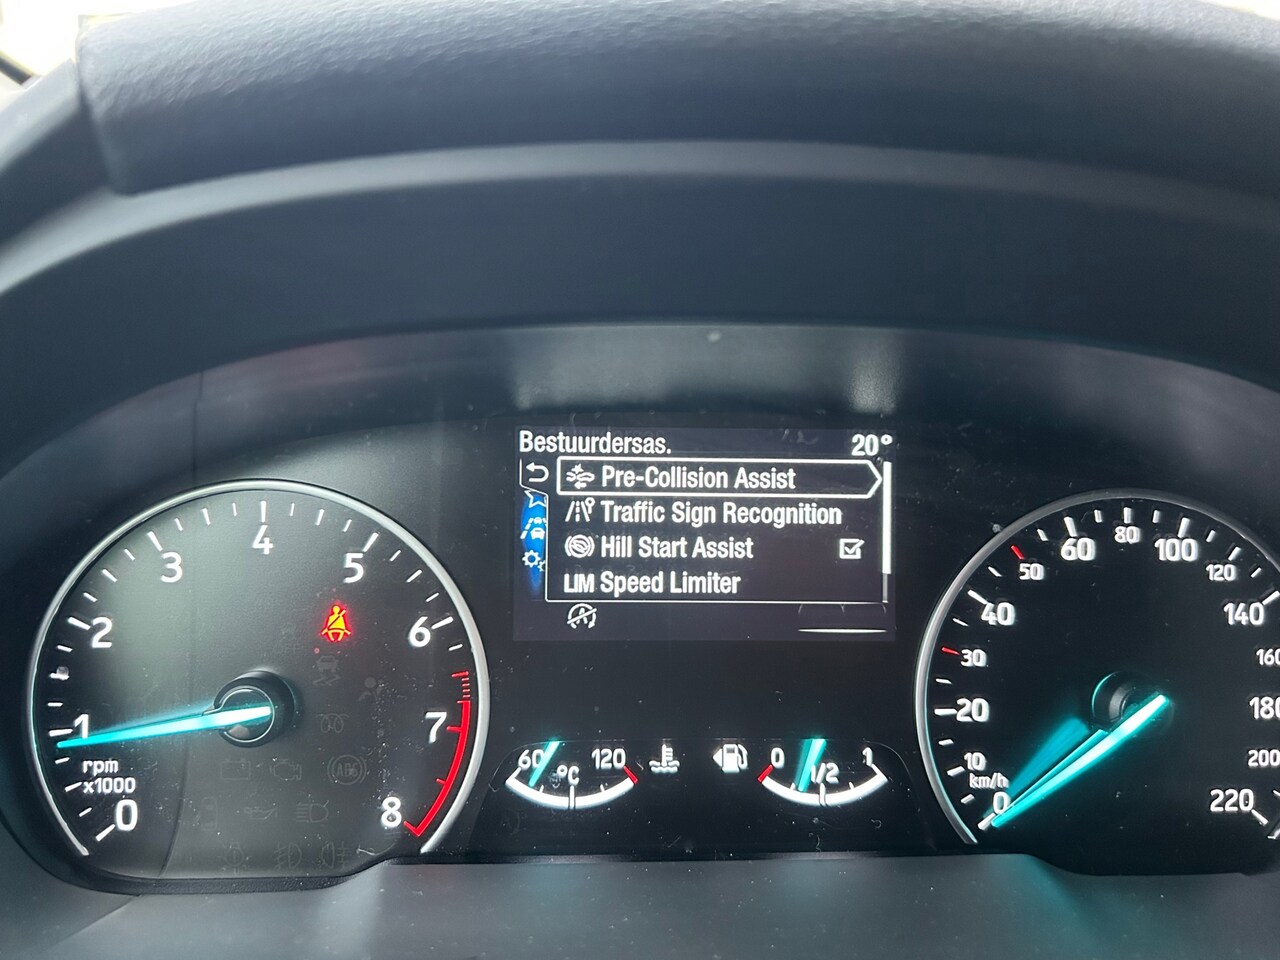 Bestuurdersas. 20°
Pre-Collision Assist
Traffic Sign Recognition
Hill Start Assist
LIM Speed Limiter
0
1
2
3
4
5
6
7
8
rpm
x1000
ABS
60 °C 120
0 1/2 1
0
10
20
30
40
50
60
80
100
120
140
160
180
200
220
km/h